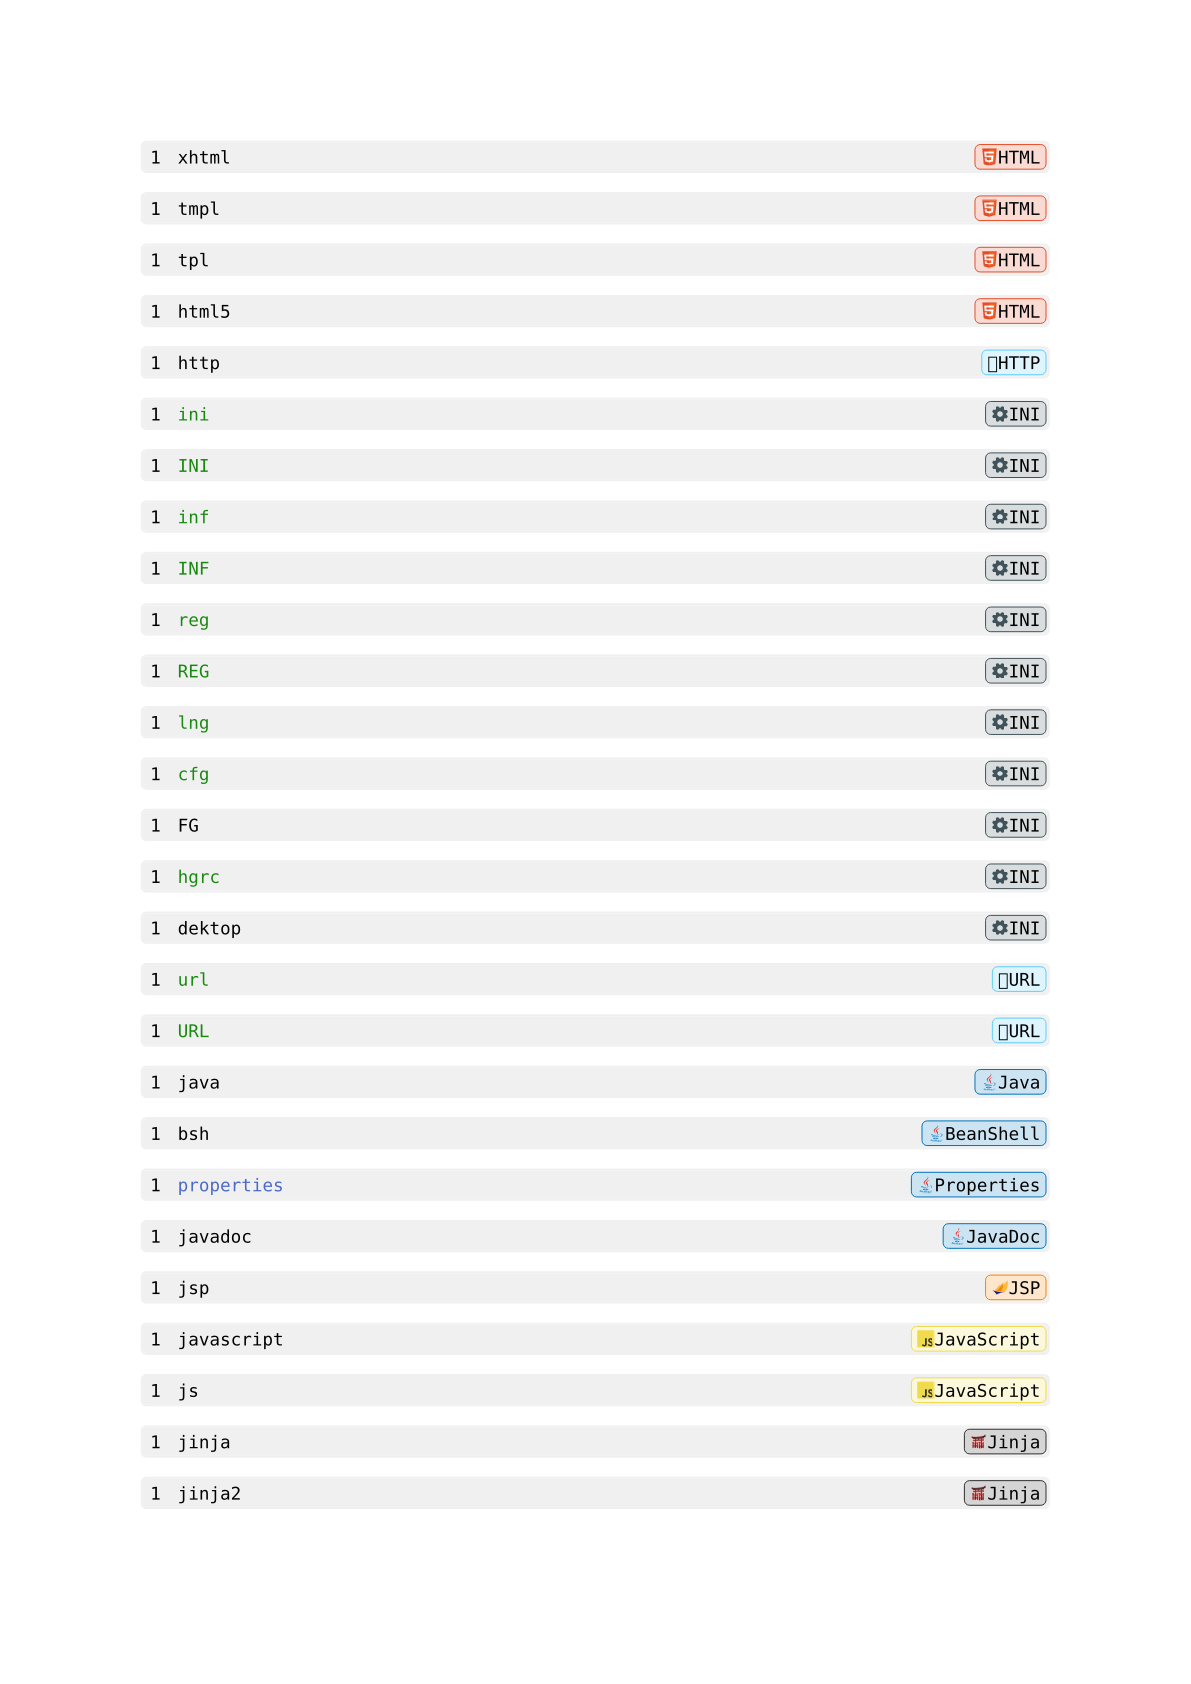 1 xhtml HTML
1 tmpl HTML
1 tpl HTML
1 html5 HTML
1 http HTTP
1 ini INI
1 INI INI
1 inf INI
1 INF INI
1 reg INI
1 REG INI
1 lng INI
1 cfg INI
1 FG INI
1 hgrc INI
1 dektop INI
1 url URL
1 URL URL
1 java Java
1 bsh BeanShell
1 properties Properties
1 javadoc JavaDoc
1 jsp JSP
1 javascript JS JavaScript
1 js JS JavaScript
1 jinja Jinja
1 jinja2 Jinja